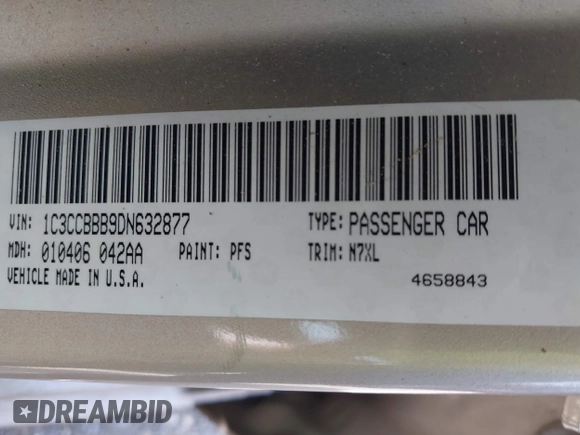 VIN: 1C3CCBBB9DN632877 TYPE: PASSENGER CAR
MDH: 010406 042AA PAINT: PFS TRIM: N7XL
VEHICLE MADE IN U.S.A. 4658843
DREAMBID